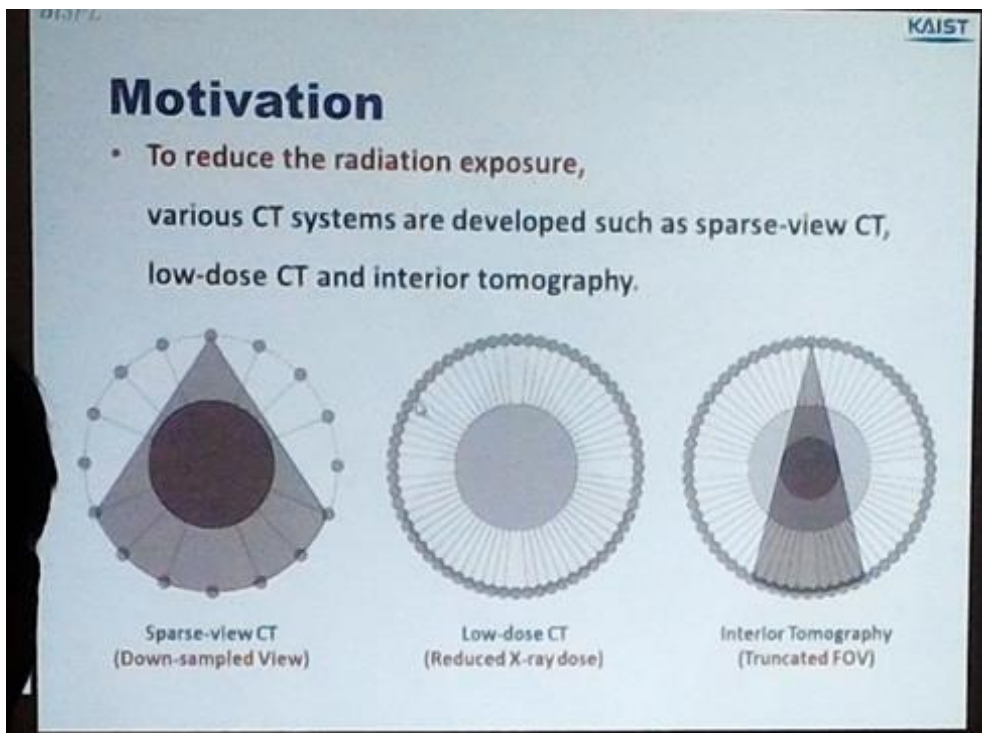 BISPL
KAIST
Motivation
• To reduce the radiation exposure,
various CT systems are developed such as sparse-view CT,
low-dose CT and interior tomography.
Sparse-view CT
(Down-sampled View)
Low-dose CT
(Reduced X-ray dose)
Interior Tomography
(Truncated FOV)